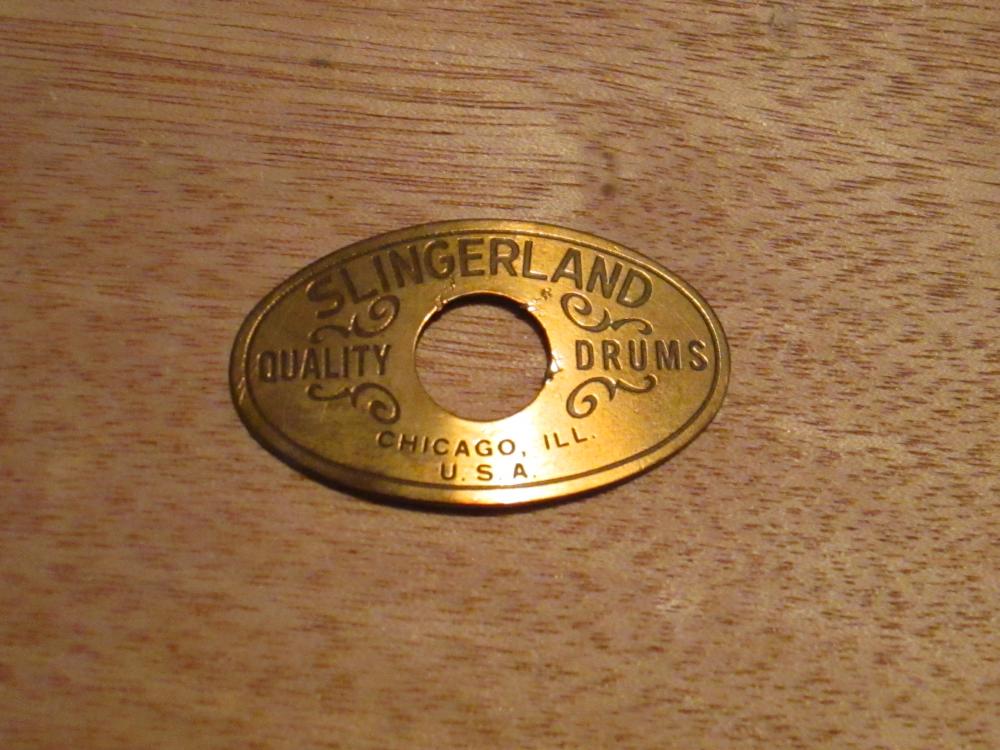 SLINGERLAND
QUALITY DRUMS
CHICAGO, ILL.
U.S.A.